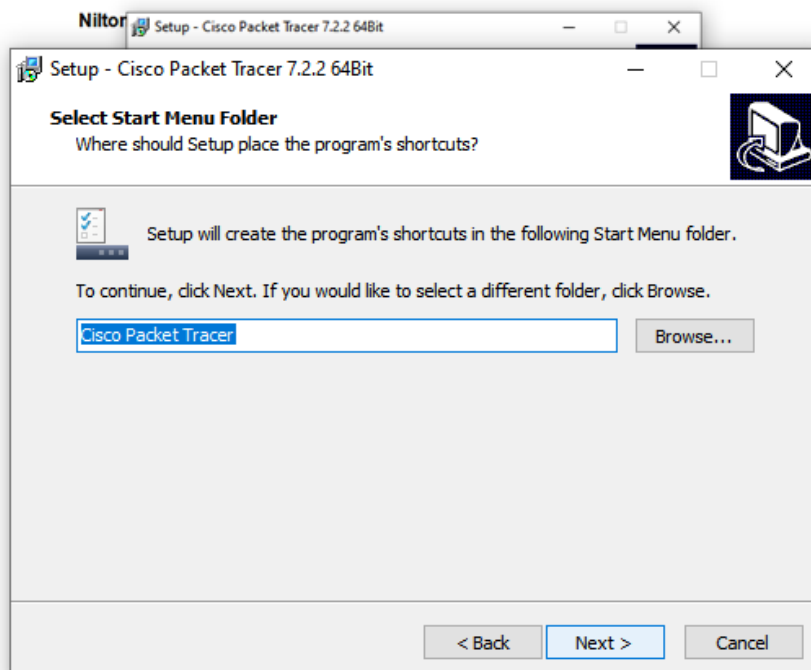 Nilton
Setup - Cisco Packet Tracer 7.2.2 64Bit
Setup - Cisco Packet Tracer 7.2.2 64Bit
Select Start Menu Folder
Where should Setup place the program's shortcuts?
Setup will create the program's shortcuts in the following Start Menu folder.
To continue, click Next. If you would like to select a different folder, click Browse.
Cisco Packet Tracer
Browse...
< Back
Next >
Cancel